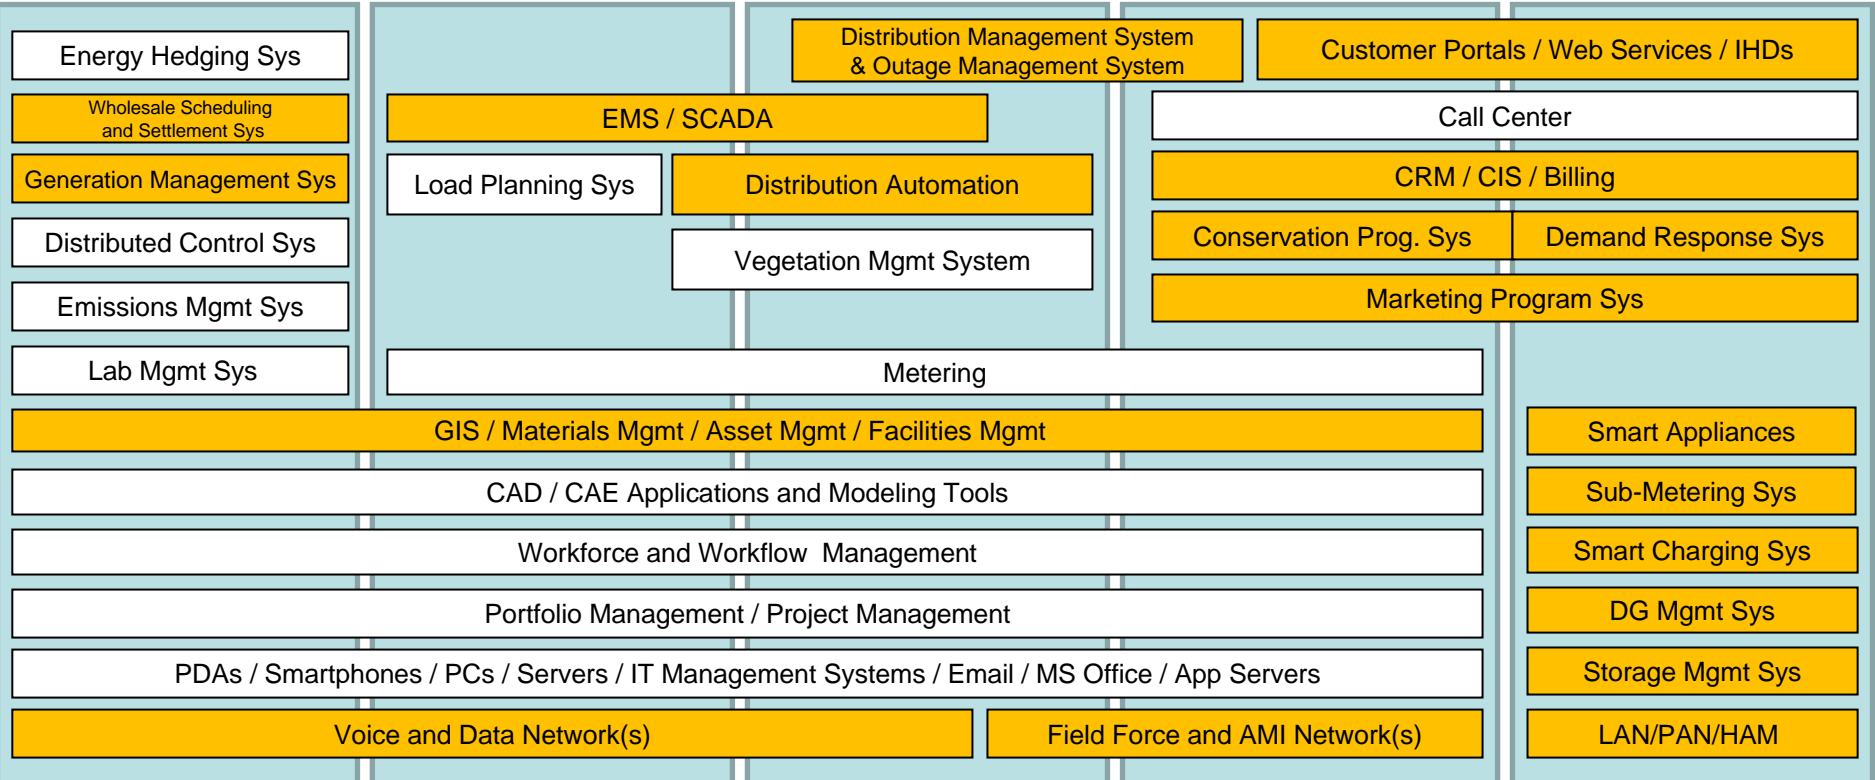 Energy Hedging Sys
Distribution Management System
& Outage Management System
Customer Portals / Web Services / IHDs
Wholesale Scheduling
and Settlement Sys
EMS / SCADA
Call Center
Generation Management Sys
Load Planning Sys
Distribution Automation
CRM / CIS / Billing
Distributed Control Sys
Vegetation Mgmt System
Conservation Prog. Sys
Demand Response Sys
Emissions Mgmt Sys
Marketing Program Sys
Lab Mgmt Sys
Metering
GIS / Materials Mgmt / Asset Mgmt / Facilities Mgmt
Smart Appliances
CAD / CAE Applications and Modeling Tools
Sub-Metering Sys
Workforce and Workflow  Management
Smart Charging Sys
Portfolio Management / Project Management
DG Mgmt Sys
PDAs / Smartphones / PCs / Servers / IT Management Systems / Email / MS Office / App Servers
Storage Mgmt Sys
Voice and Data Network(s)
Field Force and AMI Network(s)
LAN/PAN/HAM